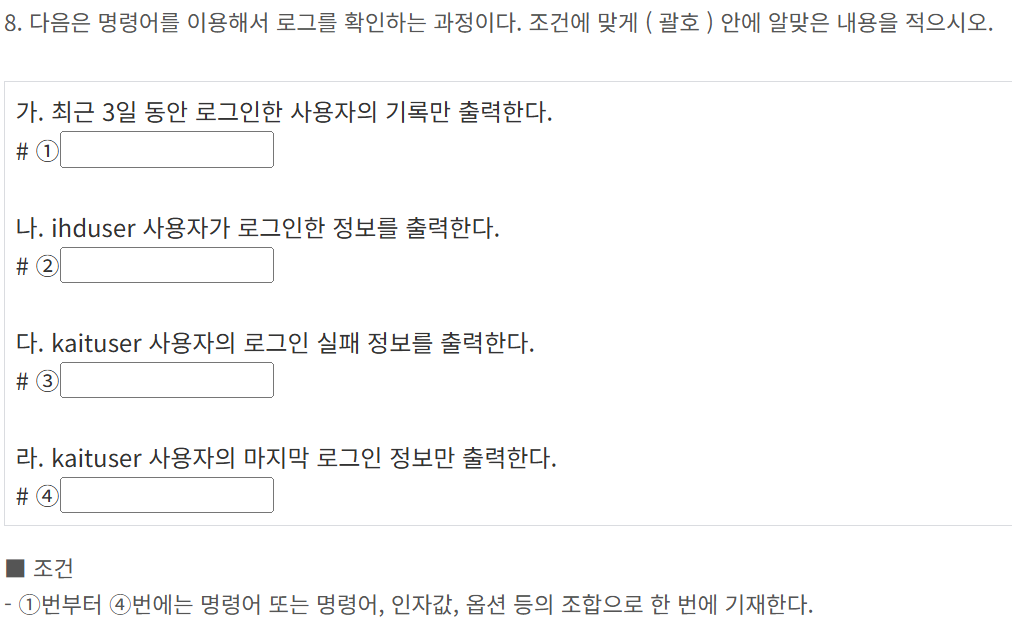 8. 다음은 명령어를 이용해서 로그를 확인하는 과정이다. 조건에 맞게 ( 괄호 ) 안에 알맞은 내용을 적으시오.
가. 최근 3일 동안 로그인한 사용자의 기록만 출력한다.
# ①
나. ihduser 사용자가 로그인한 정보를 출력한다.
# ②
다. kaituser 사용자의 로그인 실패 정보를 출력한다.
# ③
라. kaituser 사용자의 마지막 로그인 정보만 출력한다.
# ④
■ 조건
- ①번부터 ④번에는 명령어 또는 명령어, 인자값, 옵션 등의 조합으로 한 번에 기재한다.